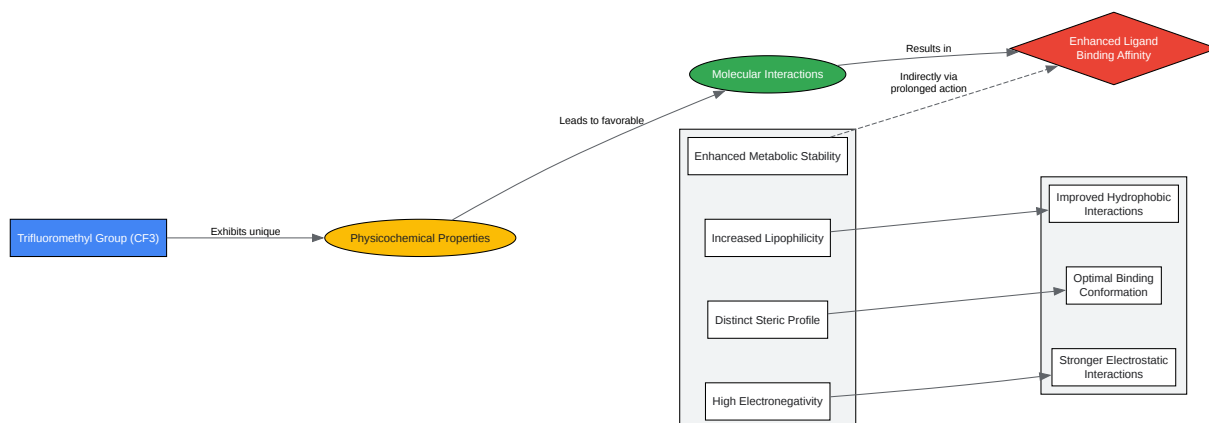 Trifluoromethyl Group (CF3)
Exhibits unique
Physicochemical Properties
Leads to favorable
Molecular Interactions
Results in
Enhanced Ligand
Binding Affinity
Indirectly via
prolonged action
Enhanced Metabolic Stability
Increased Lipophilicity
Distinct Steric Profile
High Electronegativity
Improved Hydrophobic
Interactions
Optimal Binding
Conformation
Stronger Electrostatic
Interactions